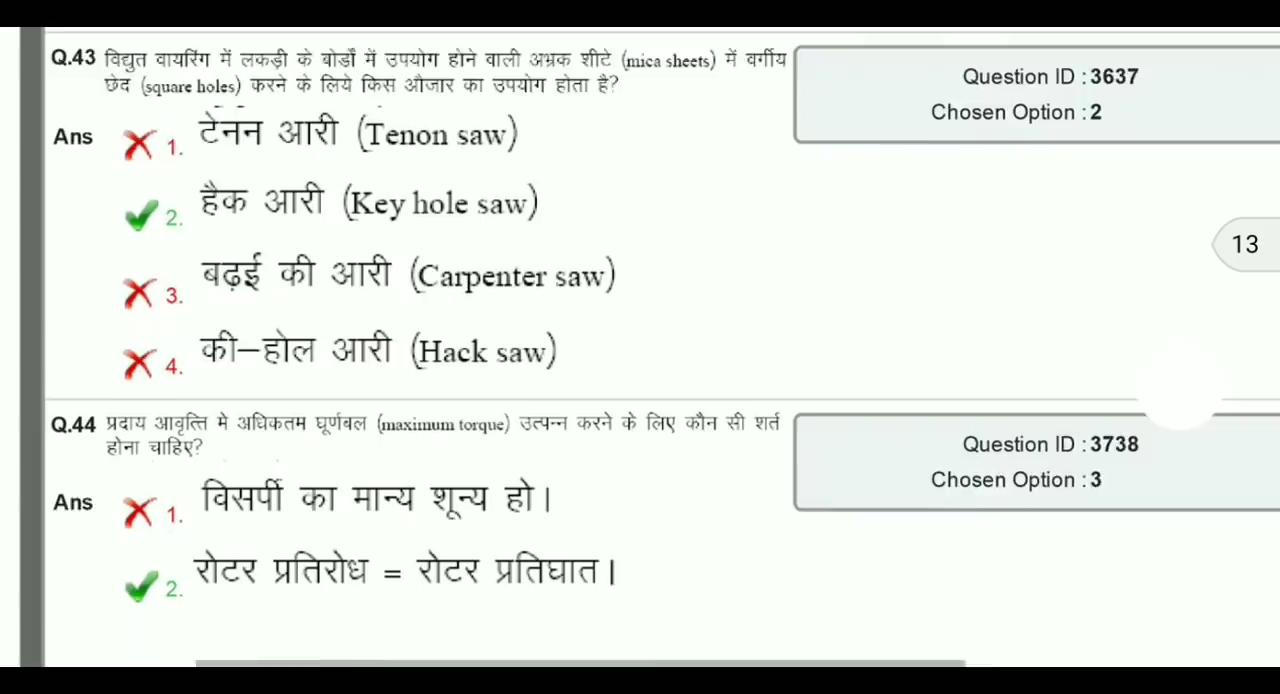 Q.43 विद्युत वायरिंग में लकड़ी के बोर्डों में उपयोग होने वाली अभ्रक शीटे (mica sheets) में वर्गीय
छेद (square holes) करने के लिये किस औजार का उपयोग होता है?
Question ID : 3637
Chosen Option : 2
Ans 1. टेनन आरी (Tenon saw)
2. हैक आरी (Key hole saw)
13
3. बढ़ई की आरी (Carpenter saw)
4. की–होल आरी (Hack saw)
Q.44 प्रदाय आवृत्ति मे अधिकतम घूर्णबल (maximum torque) उत्पन्न करने के लिए कौन सी शर्त
होना चाहिए?
Question ID : 3738
Chosen Option : 3
Ans 1. विसर्पी का मान्य शून्य हो।
2. रोटर प्रतिरोध = रोटर प्रतिघात।